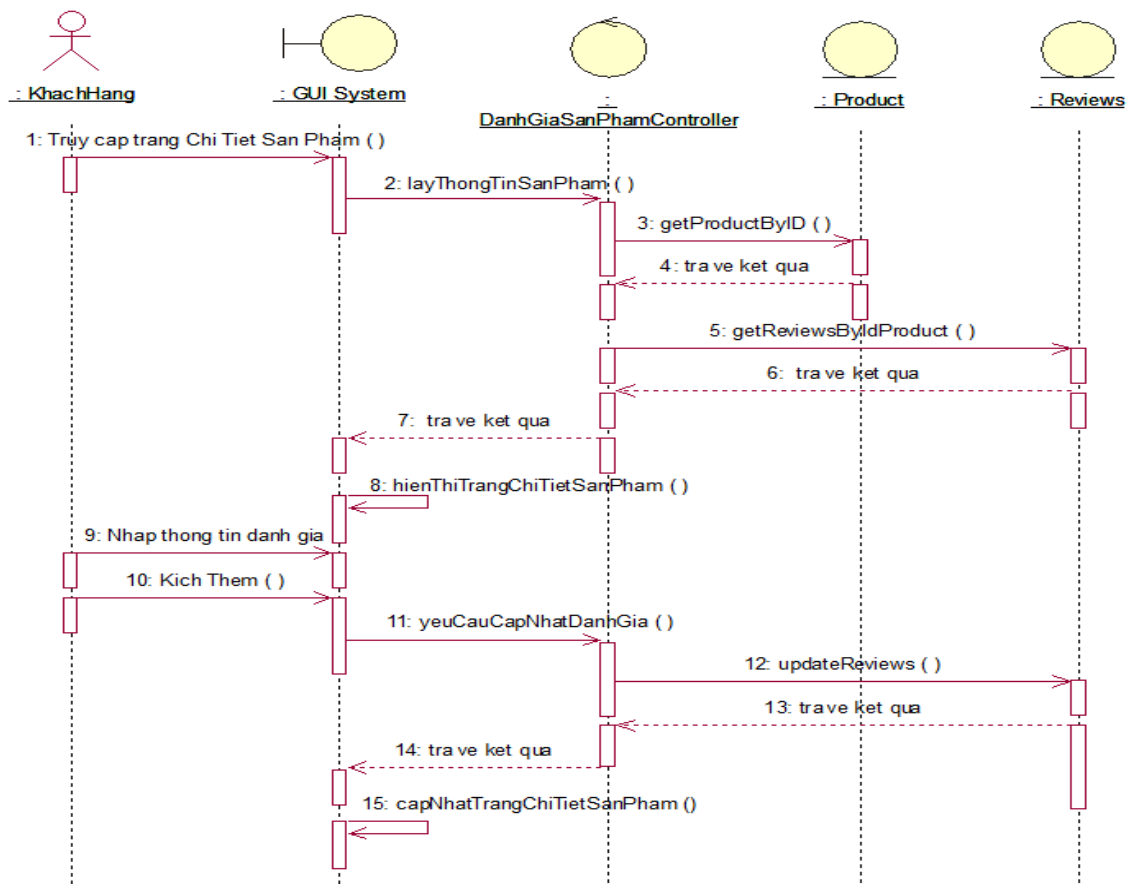 : KhachHang
: GUI System
:
DanhGiaSanPhamController
: Product
: Reviews
1: Truy cap trang Chi Tiet San Pham ( )
2: layThongTinSanPham ( )
3: getProductByID ( )
4: tra ve ket qua
5: getReviewsByIdProduct ( )
6: tra ve ket qua
7: tra ve ket qua
8: hienThiTrangChiTietSanPham ( )
9: Nhap thong tin danh gia
10: Kich Them ( )
11: yeuCauCapNhatDanhGia ( )
12: updateReviews ( )
13: tra ve ket qua
14: tra ve ket qua
15: capNhatTrangChiTietSanPham ()